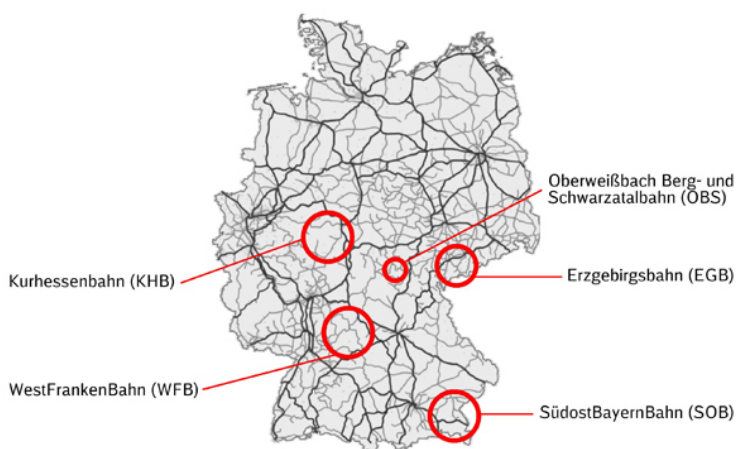 Oberweißbach Berg- und
Schwarzatalbahn (OBS)
Kurhessenbahn (KHB)
Erzgebirgsbahn (EGB)
WestFrankenBahn (WFB)
SüdostBayernBahn (SOB)